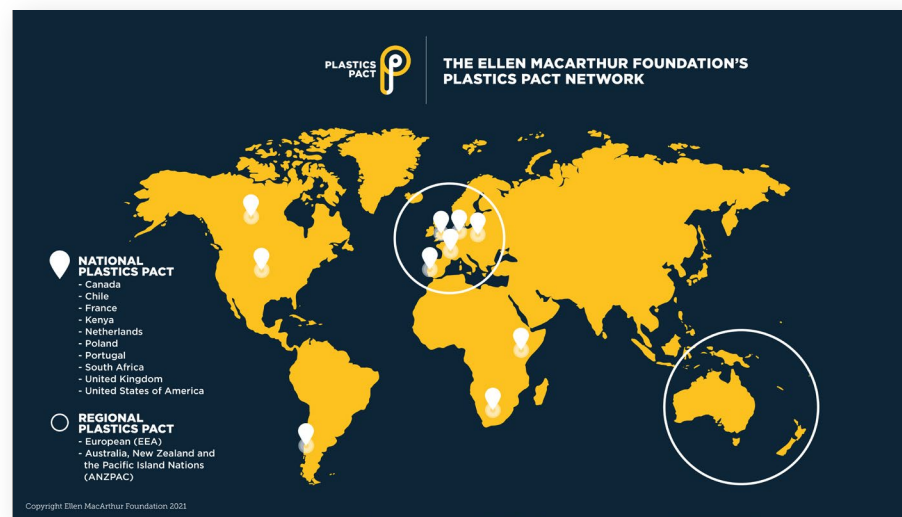 PLASTICS
PACT
THE ELLEN MACARTHUR FOUNDATION'S
PLASTICS PACT NETWORK
NATIONAL
PLASTICS PACT
- Canada
- Chile
- France
- Kenya
- Netherlands
- Poland
- Portugal
- South Africa
- United Kingdom
- United States of America
REGIONAL
PLASTICS PACT
- European (EEA)
- Australia, New Zealand and
the Pacific Island Nations
(ANZPAC)
Copyright Ellen MacArthur Foundation 2021